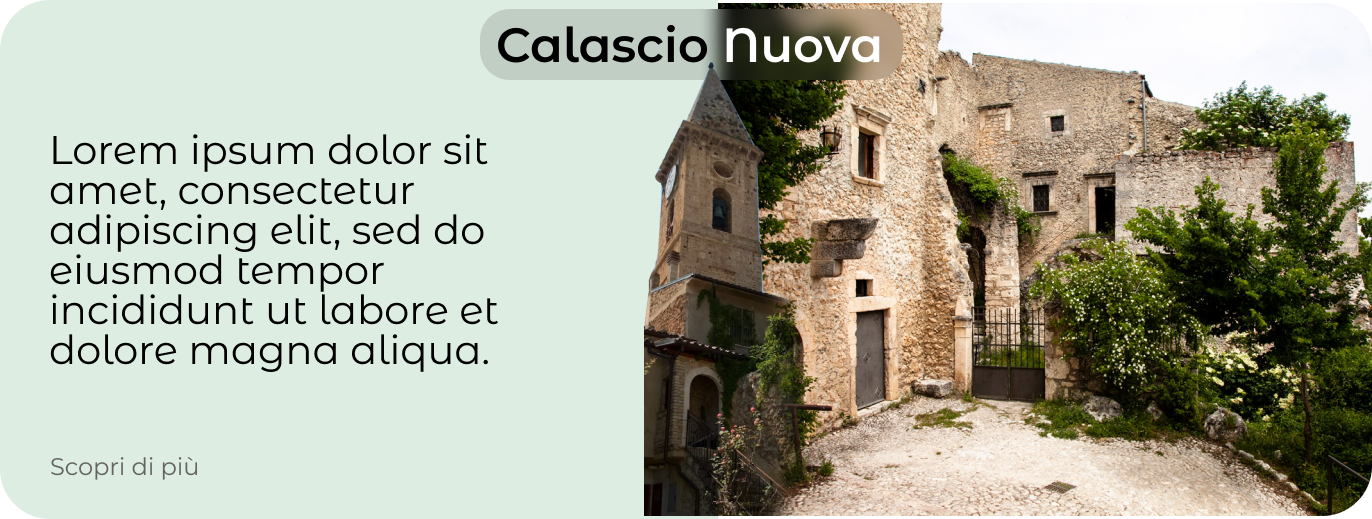 Calascio Nuova
Lorem ipsum dolor sit
amet, consectetur
adipiscing elit, sed do
eiusmod tempor
incididunt ut labore et
dolore magna aliqua.
Scopri di più